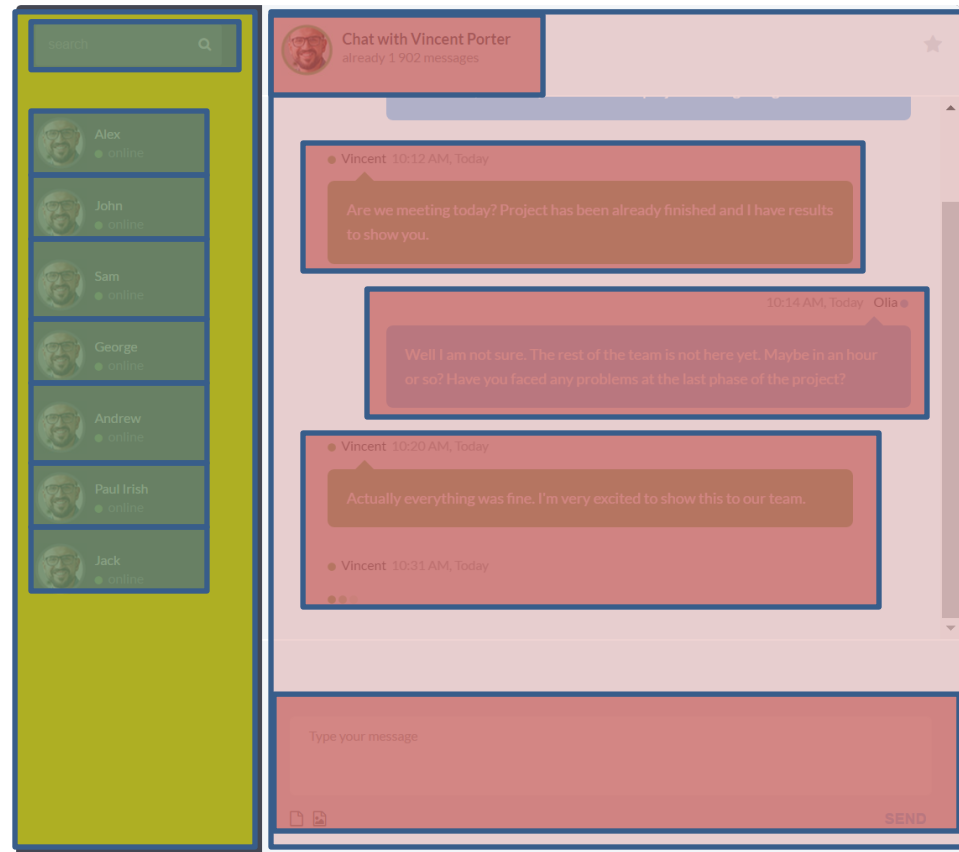 search
Alex
online
John
online
Sam
online
George
online
Andrew
online
Paul Irish
online
Jack
online
Chat with Vincent Porter
already 1 902 messages
Vincent 10:12 AM, Today
Are we meeting today? Project has been already finished and I have results
to show you.
10:14 AM, Today Olia
Well I am not sure. The rest of the team is not here yet. Maybe in an hour
or so? Have you faced any problems at the last phase of the project?
Vincent 10:20 AM, Today
Actually everything was fine. I'm very excited to show this to our team.
Vincent 10:31 AM, Today
Type your message
SEND